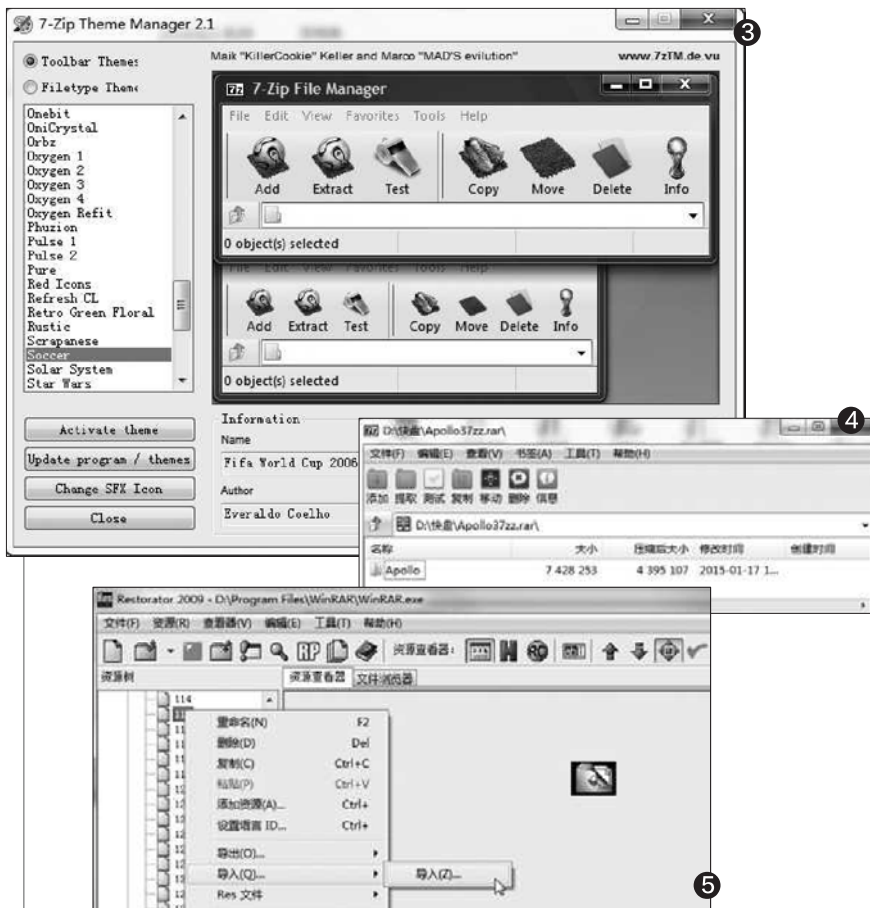 7-Zip Theme Manager 2.1
3
Toolbar Themes
Maik "KillerCookie" Keller and Marco "MAD'S evilution"
www.7zTM.de.vu
Filetype Theme
7-Zip File Manager
File Edit View Favorites Tools Help
Add Extract Test Copy Move Delete Info
0 object(s) selected
File Edit View Favorites Tools Help
Add Extract Test Copy Move Delete Info
0 object(s) selected
Onebit
OniCrystal
Orbz
Oxygen 1
Oxygen 2
Oxygen 3
Oxygen 4
Oxygen Refit
Phuzion
Pulse 1
Pulse 2
Pure
Red Icons
Refresh CL
Retro Green Floral
Rustic
Scrapanese
Soccer
Solar System
Star Wars
Activate theme
Update program / themes
Change SFX Icon
Close
Information
Name
Fifa World Cup 2006
Author
Everaldo Coelho
4
D:\快盘\Apollo37zz.rar\
文件(F) 编辑(E) 查看(V) 书签(A) 工具(T) 帮助(H)
添加 提取 测试 复制 移动 删除 信息
D:\快盘\Apollo37zz.rar\
名称 大小 压缩后大小 修改时间 创建时间
Apollo 7 428 253 4 395 107 2015-01-17 1...
Restorator 2009 - D:\Program Files\WinRAR\WinRAR.exe
文件(F) 资源(R) 查看器(V) 编辑(E) 工具(T) 帮助(H)
资源查看器:
资源树 资源查看器 文件浏览器
114
重命名(N) F2
删除(D) Del
复制(C) Ctrl+C
粘贴(P) Ctrl+V
添加资源(A)... Ctrl+
设置语言 ID... Ctrl+
导出(O)...
导入(Q)... 导入(Z)...
Res 文件
5